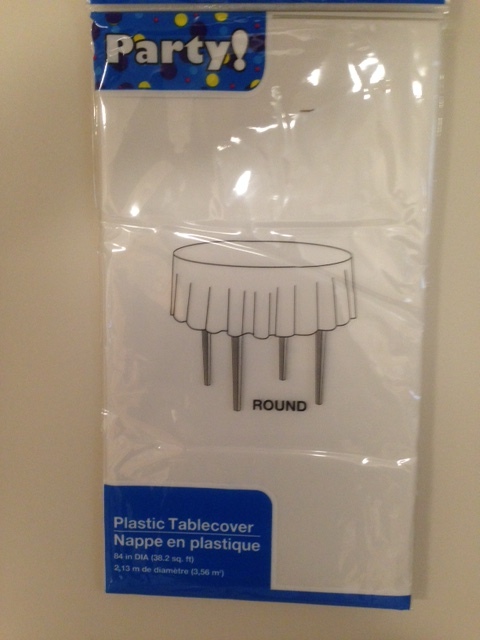 Party!
ROUND
Plastic Tablecover
Nappe en plastique
84 in DIA (38.2 sq. ft)
2,13 m de diamètre (3,56 m²)